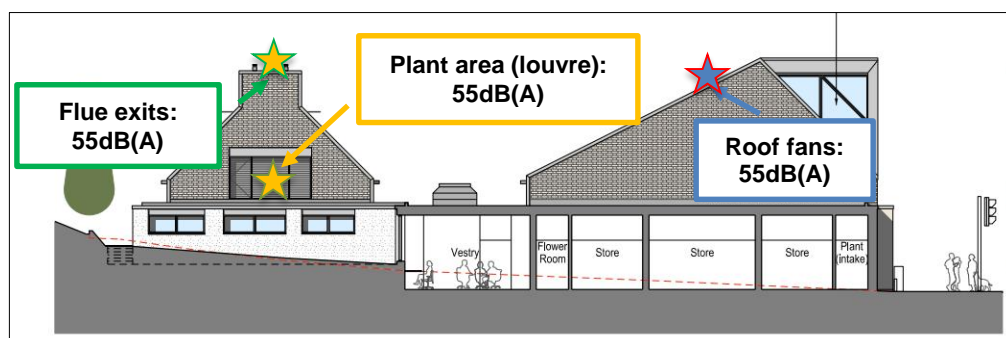 Flue exits:
55dB(A)
Plant area (louvre):
55dB(A)
Roof fans:
55dB(A)
Vestry
Flower
Room
Store
Store
Store
Plant
(intake)